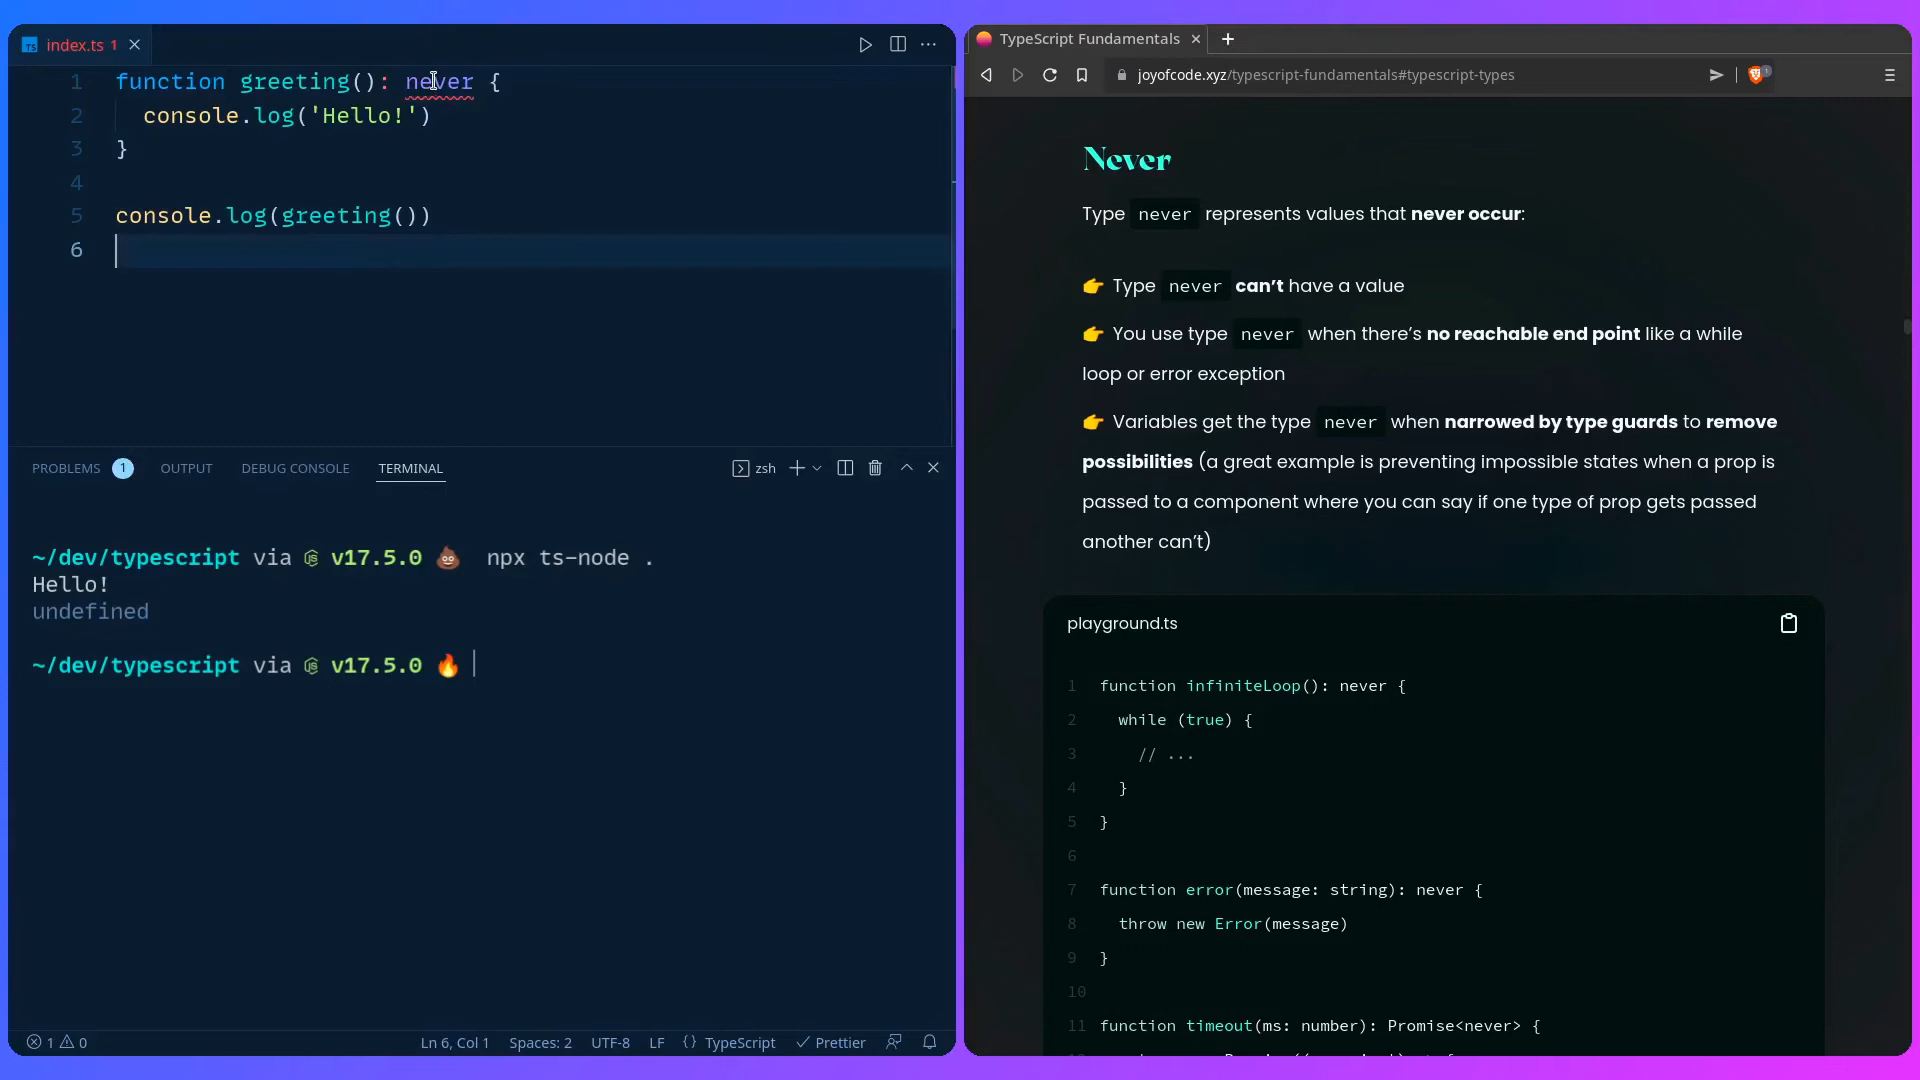 index.ts 1
1 function greeting(): never {
2 console.log('Hello!')
3 }
4
5 console.log(greeting())
6
PROBLEMS 1 OUTPUT DEBUG CONSOLE TERMINAL zsh
~/dev/typescript via v17.5.0 💩 npx ts-node .
Hello!
undefined
~/dev/typescript via v17.5.0 🔥
1 0 Ln 6, Col 1 Spaces: 2 UTF-8 LF {} TypeScript Prettier
TypeScript Fundamentals
joyofcode.xyz/typescript-fundamentals#typescript-types 1
Never
Type never represents values that never occur:
👉 Type never can’t have a value
👉 You use type never when there’s no reachable end point like a while
loop or error exception
👉 Variables get the type never when narrowed by type guards to remove
possibilities (a great example is preventing impossible states when a prop is
passed to a component where you can say if one type of prop gets passed
another can’t)
playground.ts
1 function infiniteLoop(): never {
2 while (true) {
3 // ...
4 }
5 }
6
7 function error(message: string): never {
8 throw new Error(message)
9 }
10
11 function timeout(ms: number): Promise<never> {